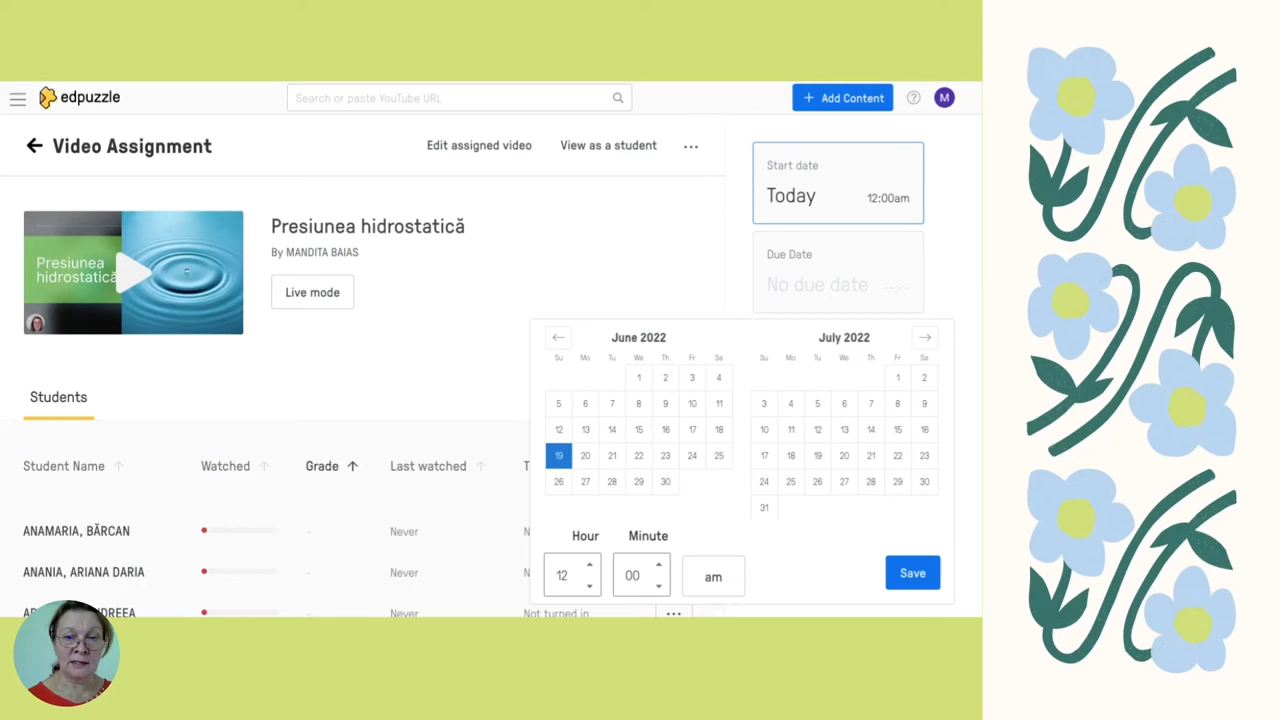 edpuzzle
Search or paste YouTube URL
+ Add Content
?
M
Video Assignment
Edit assigned video
View as a student
...
Start date
Today 12:00am
Due Date
No due date --:--
Presiunea
hidrostatică
Presiunea hidrostatică
By MANDITA BAIAS
Live mode
June 2022
Su Mo Tu We Th Fr Sa
1 2 3 4
5 6 7 8 9 10 11
12 13 14 15 16 17 18
19 20 21 22 23 24 25
26 27 28 29 30
July 2022
Su Mo Tu We Th Fr Sa
1 2
3 4 5 6 7 8 9
10 11 12 13 14 15 16
17 18 19 20 21 22 23
24 25 26 27 28 29 30
31
Hour Minute
12 00 am
Save
Students
Student Name Watched Grade Last watched
ANAMARIA, BĂRCAN - Never
ANANIA, ARIANA DARIA - Never
Never Not turned in ...